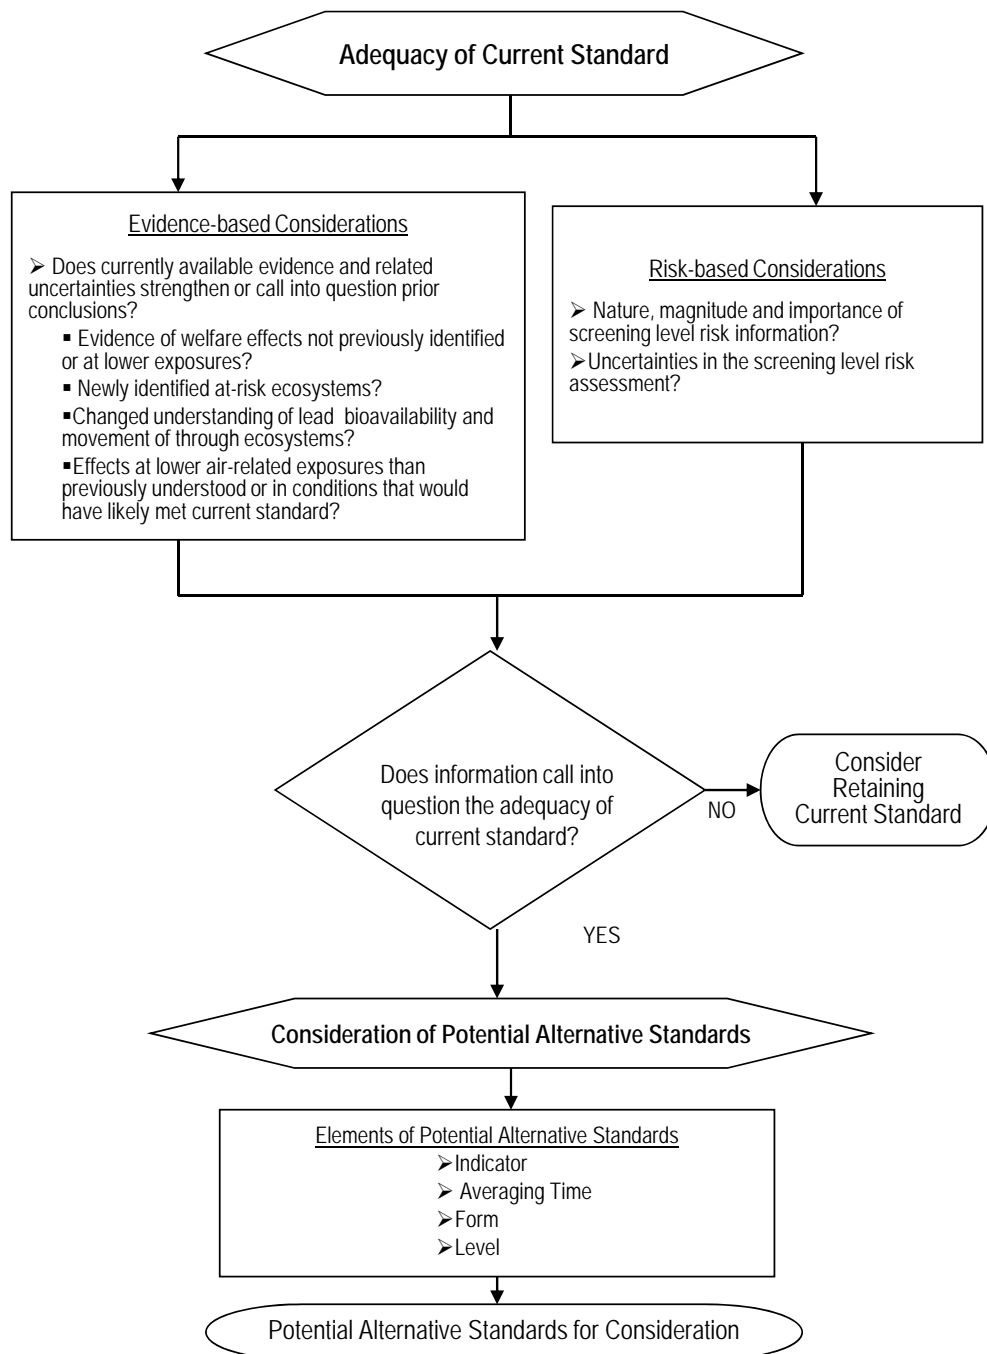 Adequacy of Current Standard
Evidence-based Considerations
➢ Does currently available evidence and related
uncertainties strengthen or call into question prior
conclusions?
▪ Evidence of welfare effects not previously identified
or at lower exposures?
▪ Newly identified at-risk ecosystems?
▪Changed understanding of lead bioavailability and
movement of through ecosystems?
▪Effects at lower air-related exposures than
previously understood or in conditions that would
have likely met current standard?
Risk-based Considerations
➢ Nature, magnitude and importance of
screening level risk information?
➢Uncertainties in the screening level risk
assessment?
Does information call into
question the adequacy of
current standard?
NO
Consider
Retaining
Current Standard
YES
Consideration of Potential Alternative Standards
Elements of Potential Alternative Standards
➢Indicator
➢ Averaging Time
➢Form
➢Level
Potential Alternative Standards for Consideration